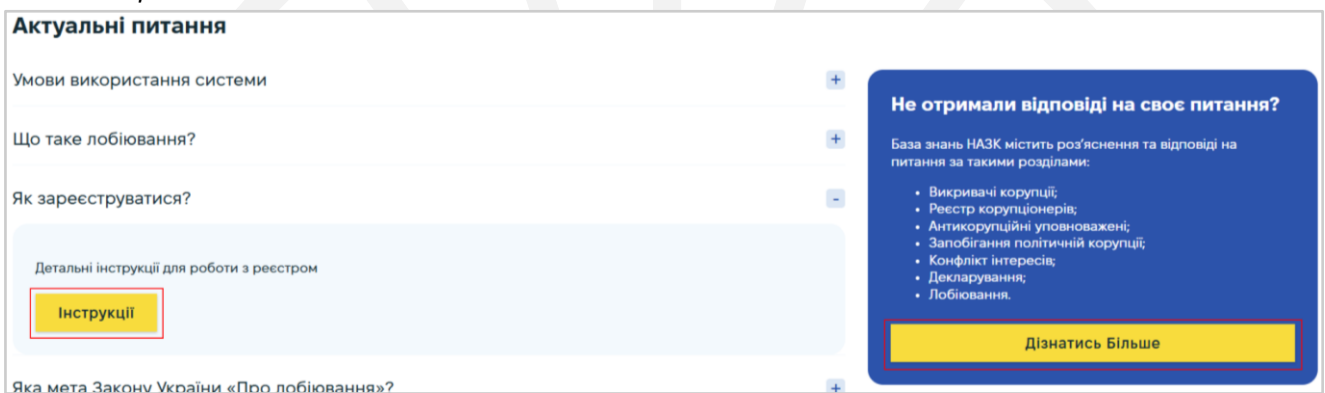 Актуальні питання
Умови використання системи
+
Що таке лобіювання?
+
Як зареєструватися?
-
Детальні інструкції для роботи з реєстром
Інструкції
Яка мета Закону України «Про лобіювання»?
+
Не отримали відповіді на своє питання?
База знань НАЗК містить роз’яснення та відповіді на
питання за такими розділами:
• Викривачі корупції;
• Реєстр корупціонерів;
• Антикорупційні уповноважені;
• Запобігання політичній корупції;
• Конфлікт інтересів;
• Декларування;
• Лобіювання.
Дізнатись Більше